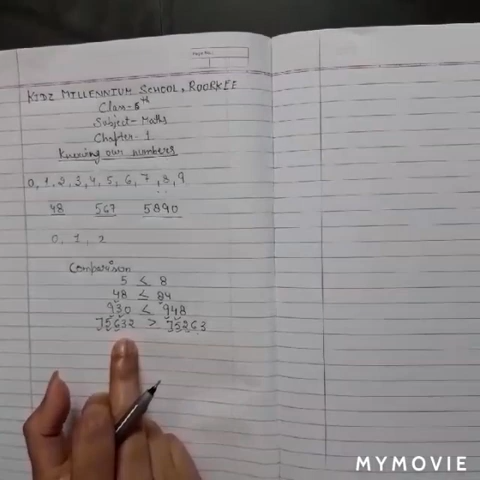 KIDZ MILLENNIUM SCHOOL, ROORKEE
Class-6th
Subject-Maths
Chapter-1
Knowing our numbers
0, 1, 2, 3, 4, 5, 6, 7, 8, 9
48 567 5890
0, 1, 2
Comparison
5 < 8
48 < 84
930 < 948
75632 > 75263
MYMOVIE